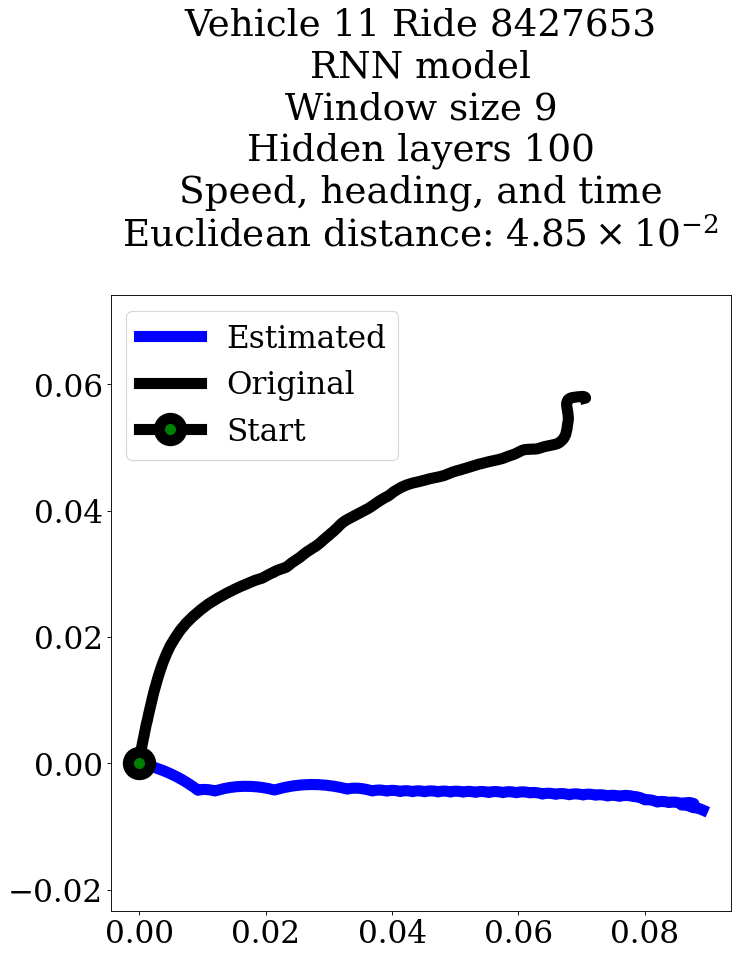 Vehicle 11 Ride 8427653
RNN model
Window size 9
Hidden layers 100
Speed, heading, and time
Euclidean distance: 4.85 × 10⁻²
Estimated
Original
Start
0.06
0.04
0.02
0.00
−0.02
0.00 0.02 0.04 0.06 0.08